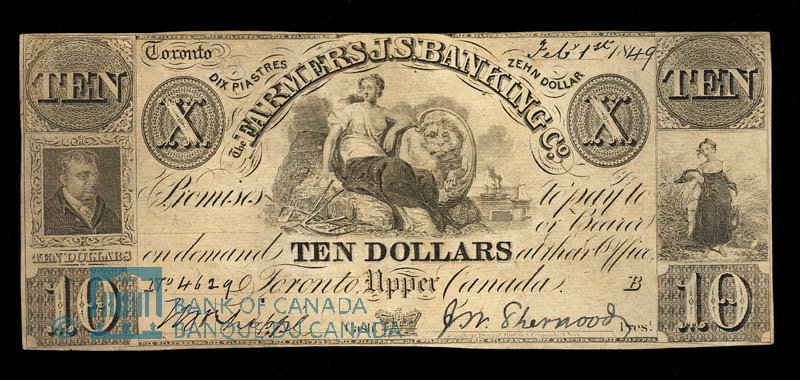 TEN
Toronto
Feb 1st 1849
TEN
DIX PIASTRES
ZEHN DOLLAR
The FARMERS J.S. BANKING Co.
X
X
Promises to pay to
or Bearer
on demand TEN DOLLARS at their Office,
TEN DOLLARS
No 4629 Toronto, Upper Canada. B
10
10
J W Sherwood Prest
© BANK OF CANADA
BANQUE DU CANADA